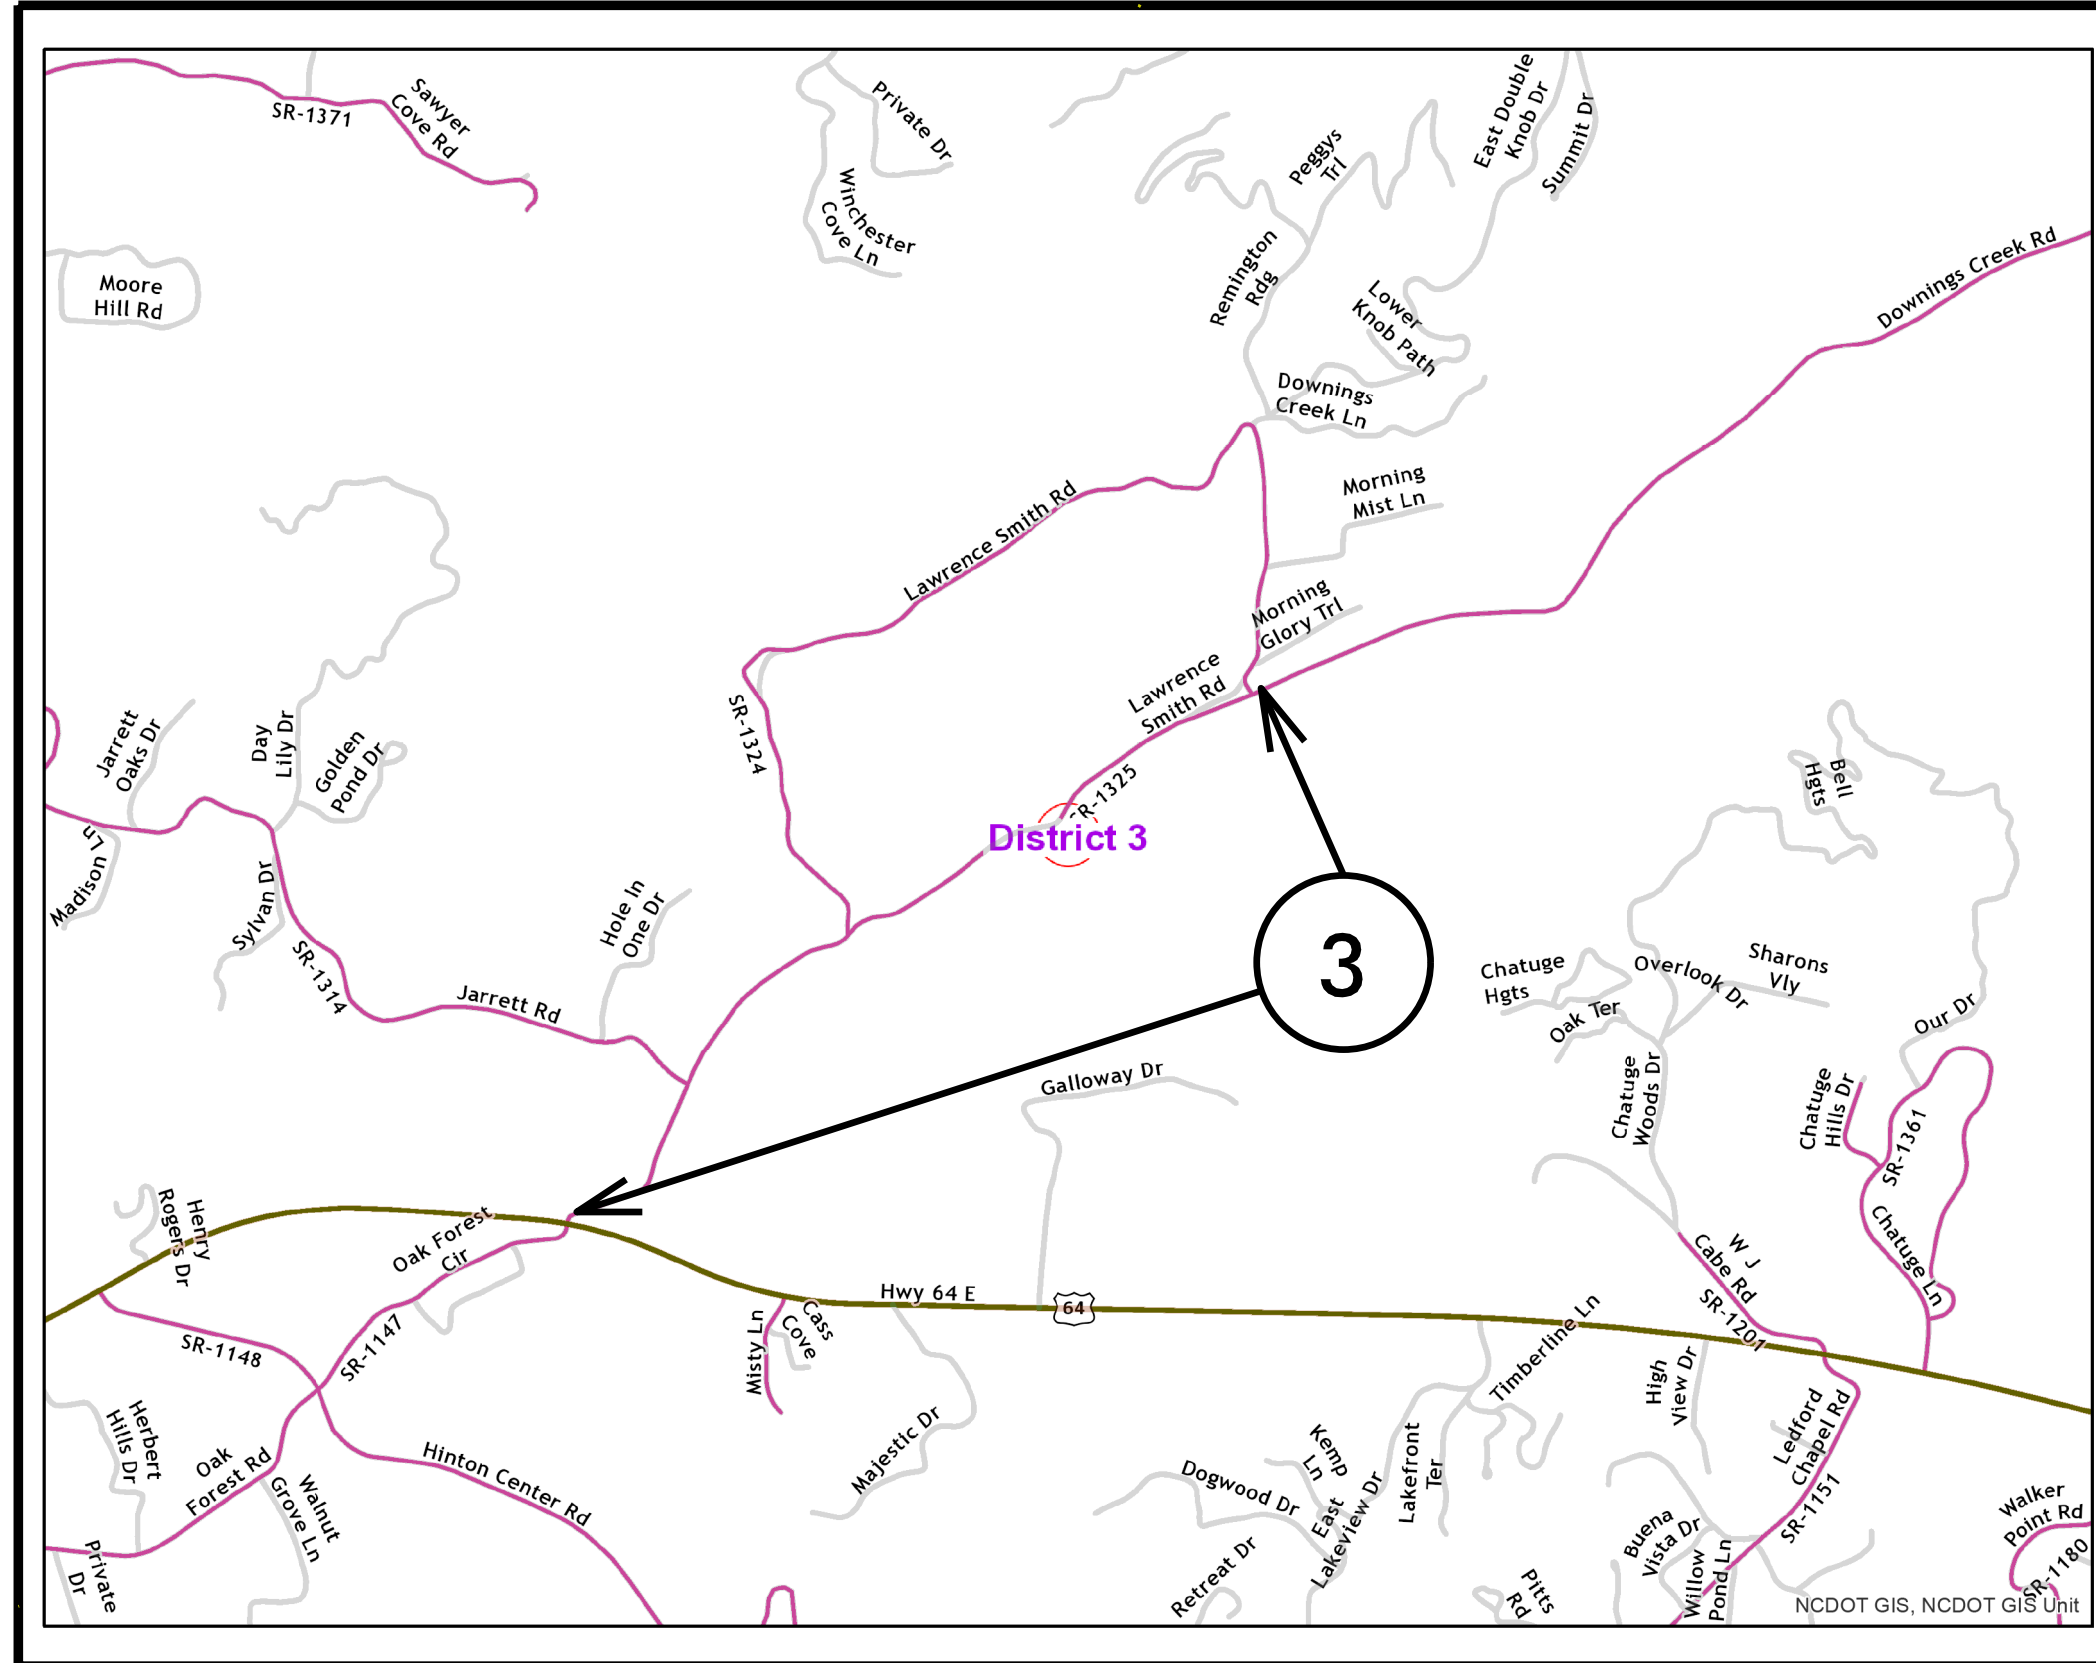 SR-1371
Sawyer
Cove Rd
Private Dr
Winchester
Cove Ln
Peggys
Trl
East Double
Knob Dr
Summit Dr
Moore
Hill Rd
Remington
Rdg
Lower
Knob Path
Downings Creek Rd
Downings
Creek Ln
Morning
Mist Ln
Lawrence Smith Rd
Morning
Glory Trl
Lawrence
Smith Rd
SR-1324
Jarrett
Oaks Dr
Day
Lily Dr
Golden
Pond Dr
SR-1325
District 3
Bell
Hgts
Madison Ln
Sylvan Dr
SR-1314
Hole In
One Dr
Jarrett Rd
3
Chatuge
Hgts
Overlook Dr
Sharons
Vly
Oak Ter
Our Dr
Galloway Dr
Chatuge
Woods Dr
Chatuge
Hills Dr
SR-1361
Henry
Rogers Dr
Oak Forest
Cir
Chatuge Ln
W J
Cabe Rd
SR-1201
Hwy 64 E
64
Misty Ln
Cass
Cove
Timberline Ln
SR-1148
SR-1147
High
View Dr
Ledford
Chapel Rd
SR-1151
Herbert
Hills Dr
Oak
Forest Rd
Walnut
Grove Ln
Hinton Center Rd
Majestic Dr
Kemp
Ln
Lakefront
Ter
Dogwood Dr
East
Lakeview Dr
Retreat Dr
Buena
Vista Dr
Willow
Pond Ln
Pitts
Rd
Walker
Point Rd
SR-1180
Private
Dr
NCDOT GIS, NCDOT GIS Unit